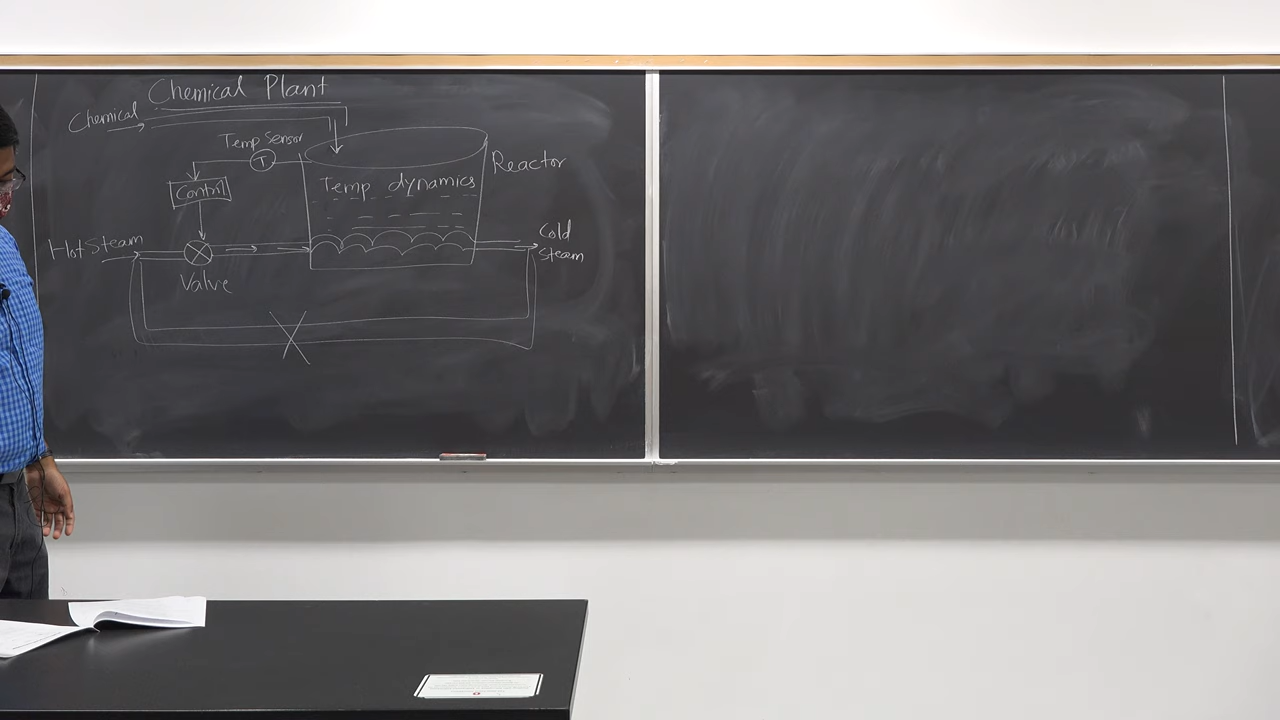 Chemical Plant
Chemical
Temp Sensor
T
Reactor
Control
Temp dynamics
Hot Steam
Valve
Cold
Steam